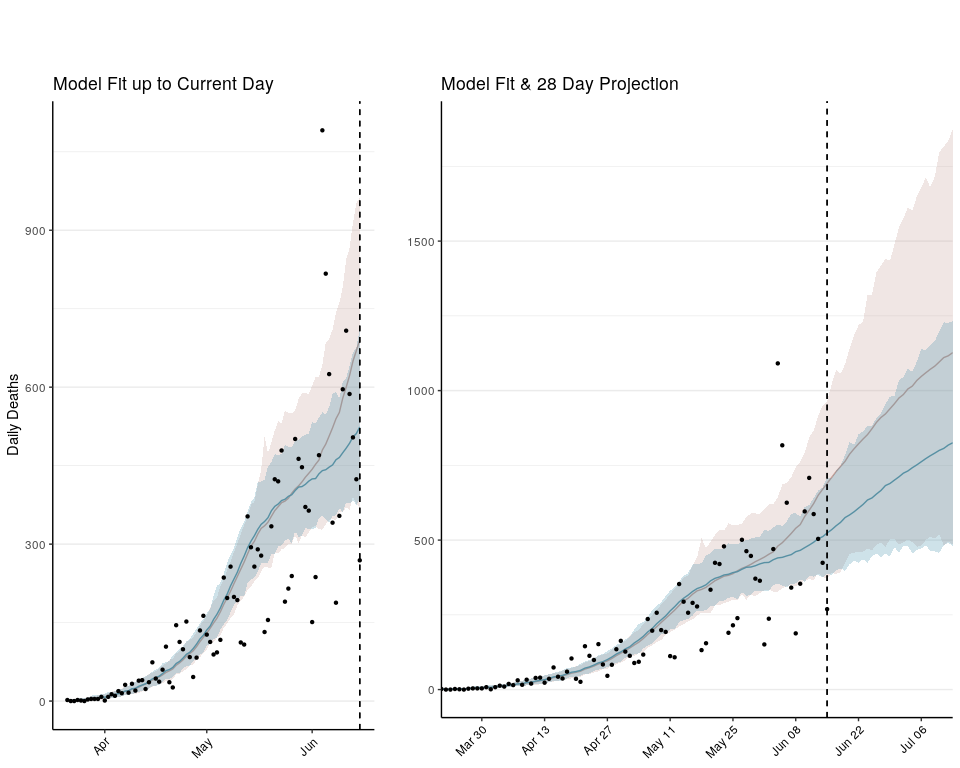 Model Fit up to Current Day
Model Fit & 28 Day Projection
Daily Deaths
900
600
300
0
Apr
May
Jun
1500
1000
500
0
Mar 30
Apr 13
Apr 27
May 11
May 25
Jun 08
Jun 22
Jul 06